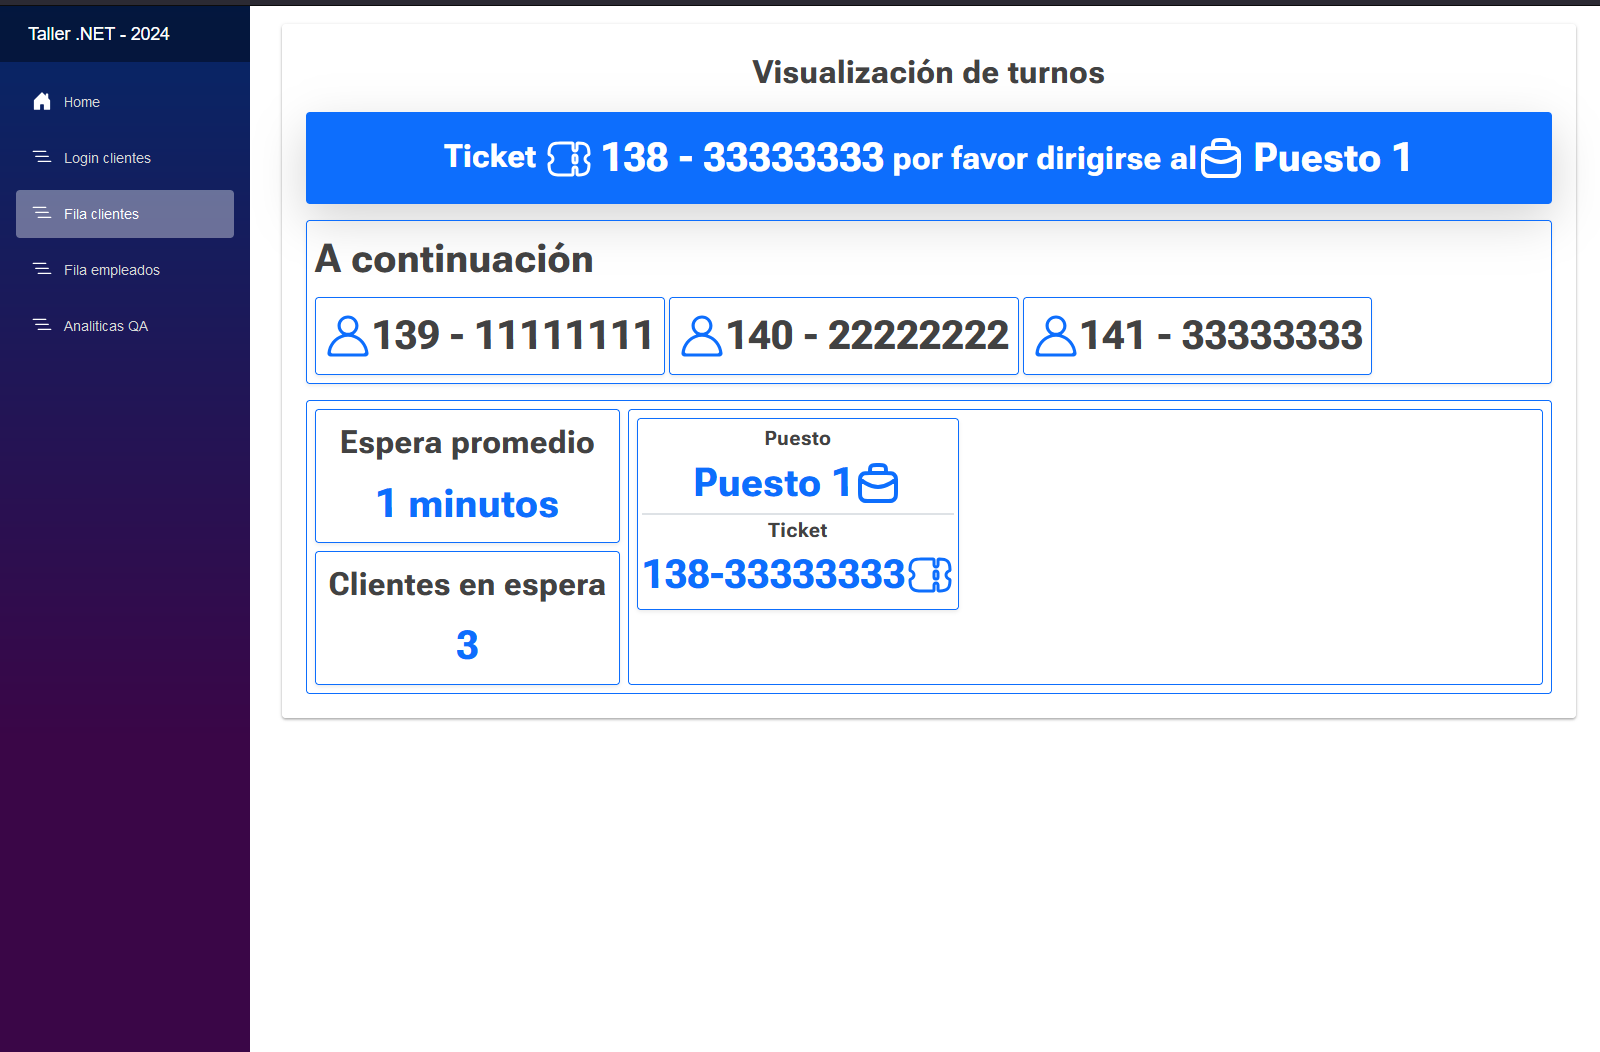 Taller .NET - 2024
Home
Login clientes
Fila clientes
Fila empleados
Analiticas QA
Visualización de turnos
Ticket 138 - 33333333 por favor dirigirse al Puesto 1
A continuación
139 - 11111111
140 - 22222222
141 - 33333333
Espera promedio
1 minutos
Clientes en espera
3
Puesto
Puesto 1
Ticket
138-33333333